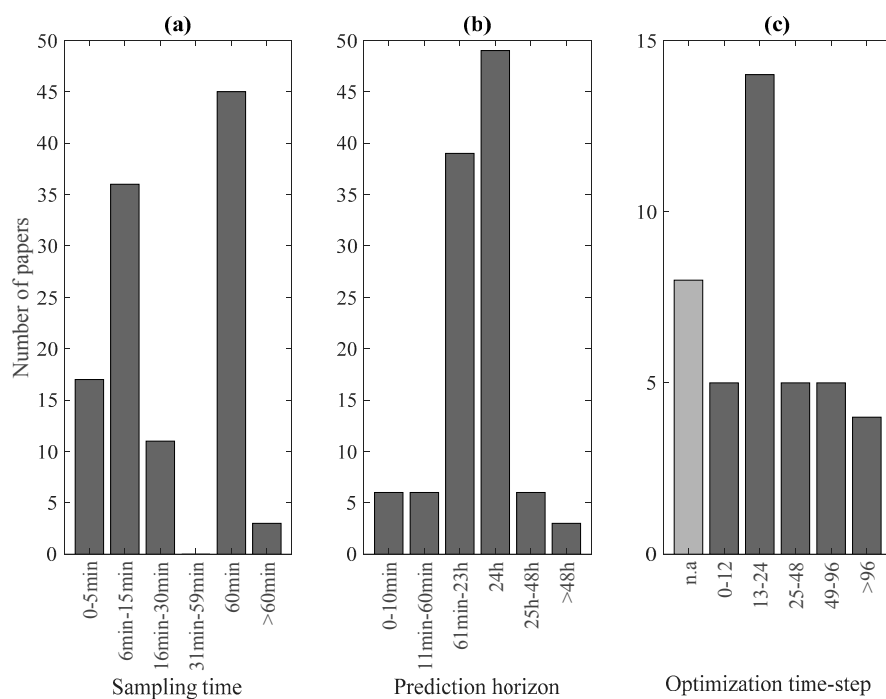 (a)
(b)
(c)
Number of papers
50
45
40
35
30
25
20
15
10
5
0
0-5min
6min-15min
16min-30min
31min-59min
60min
>60min
Sampling time
50
45
40
35
30
25
20
15
10
5
0
0-10min
11min-60min
61min-23h
24h
25h-48h
>48h
Prediction horizon
15
10
5
0
n.a
0-12
13-24
25-48
49-96
>96
Optimization time-step